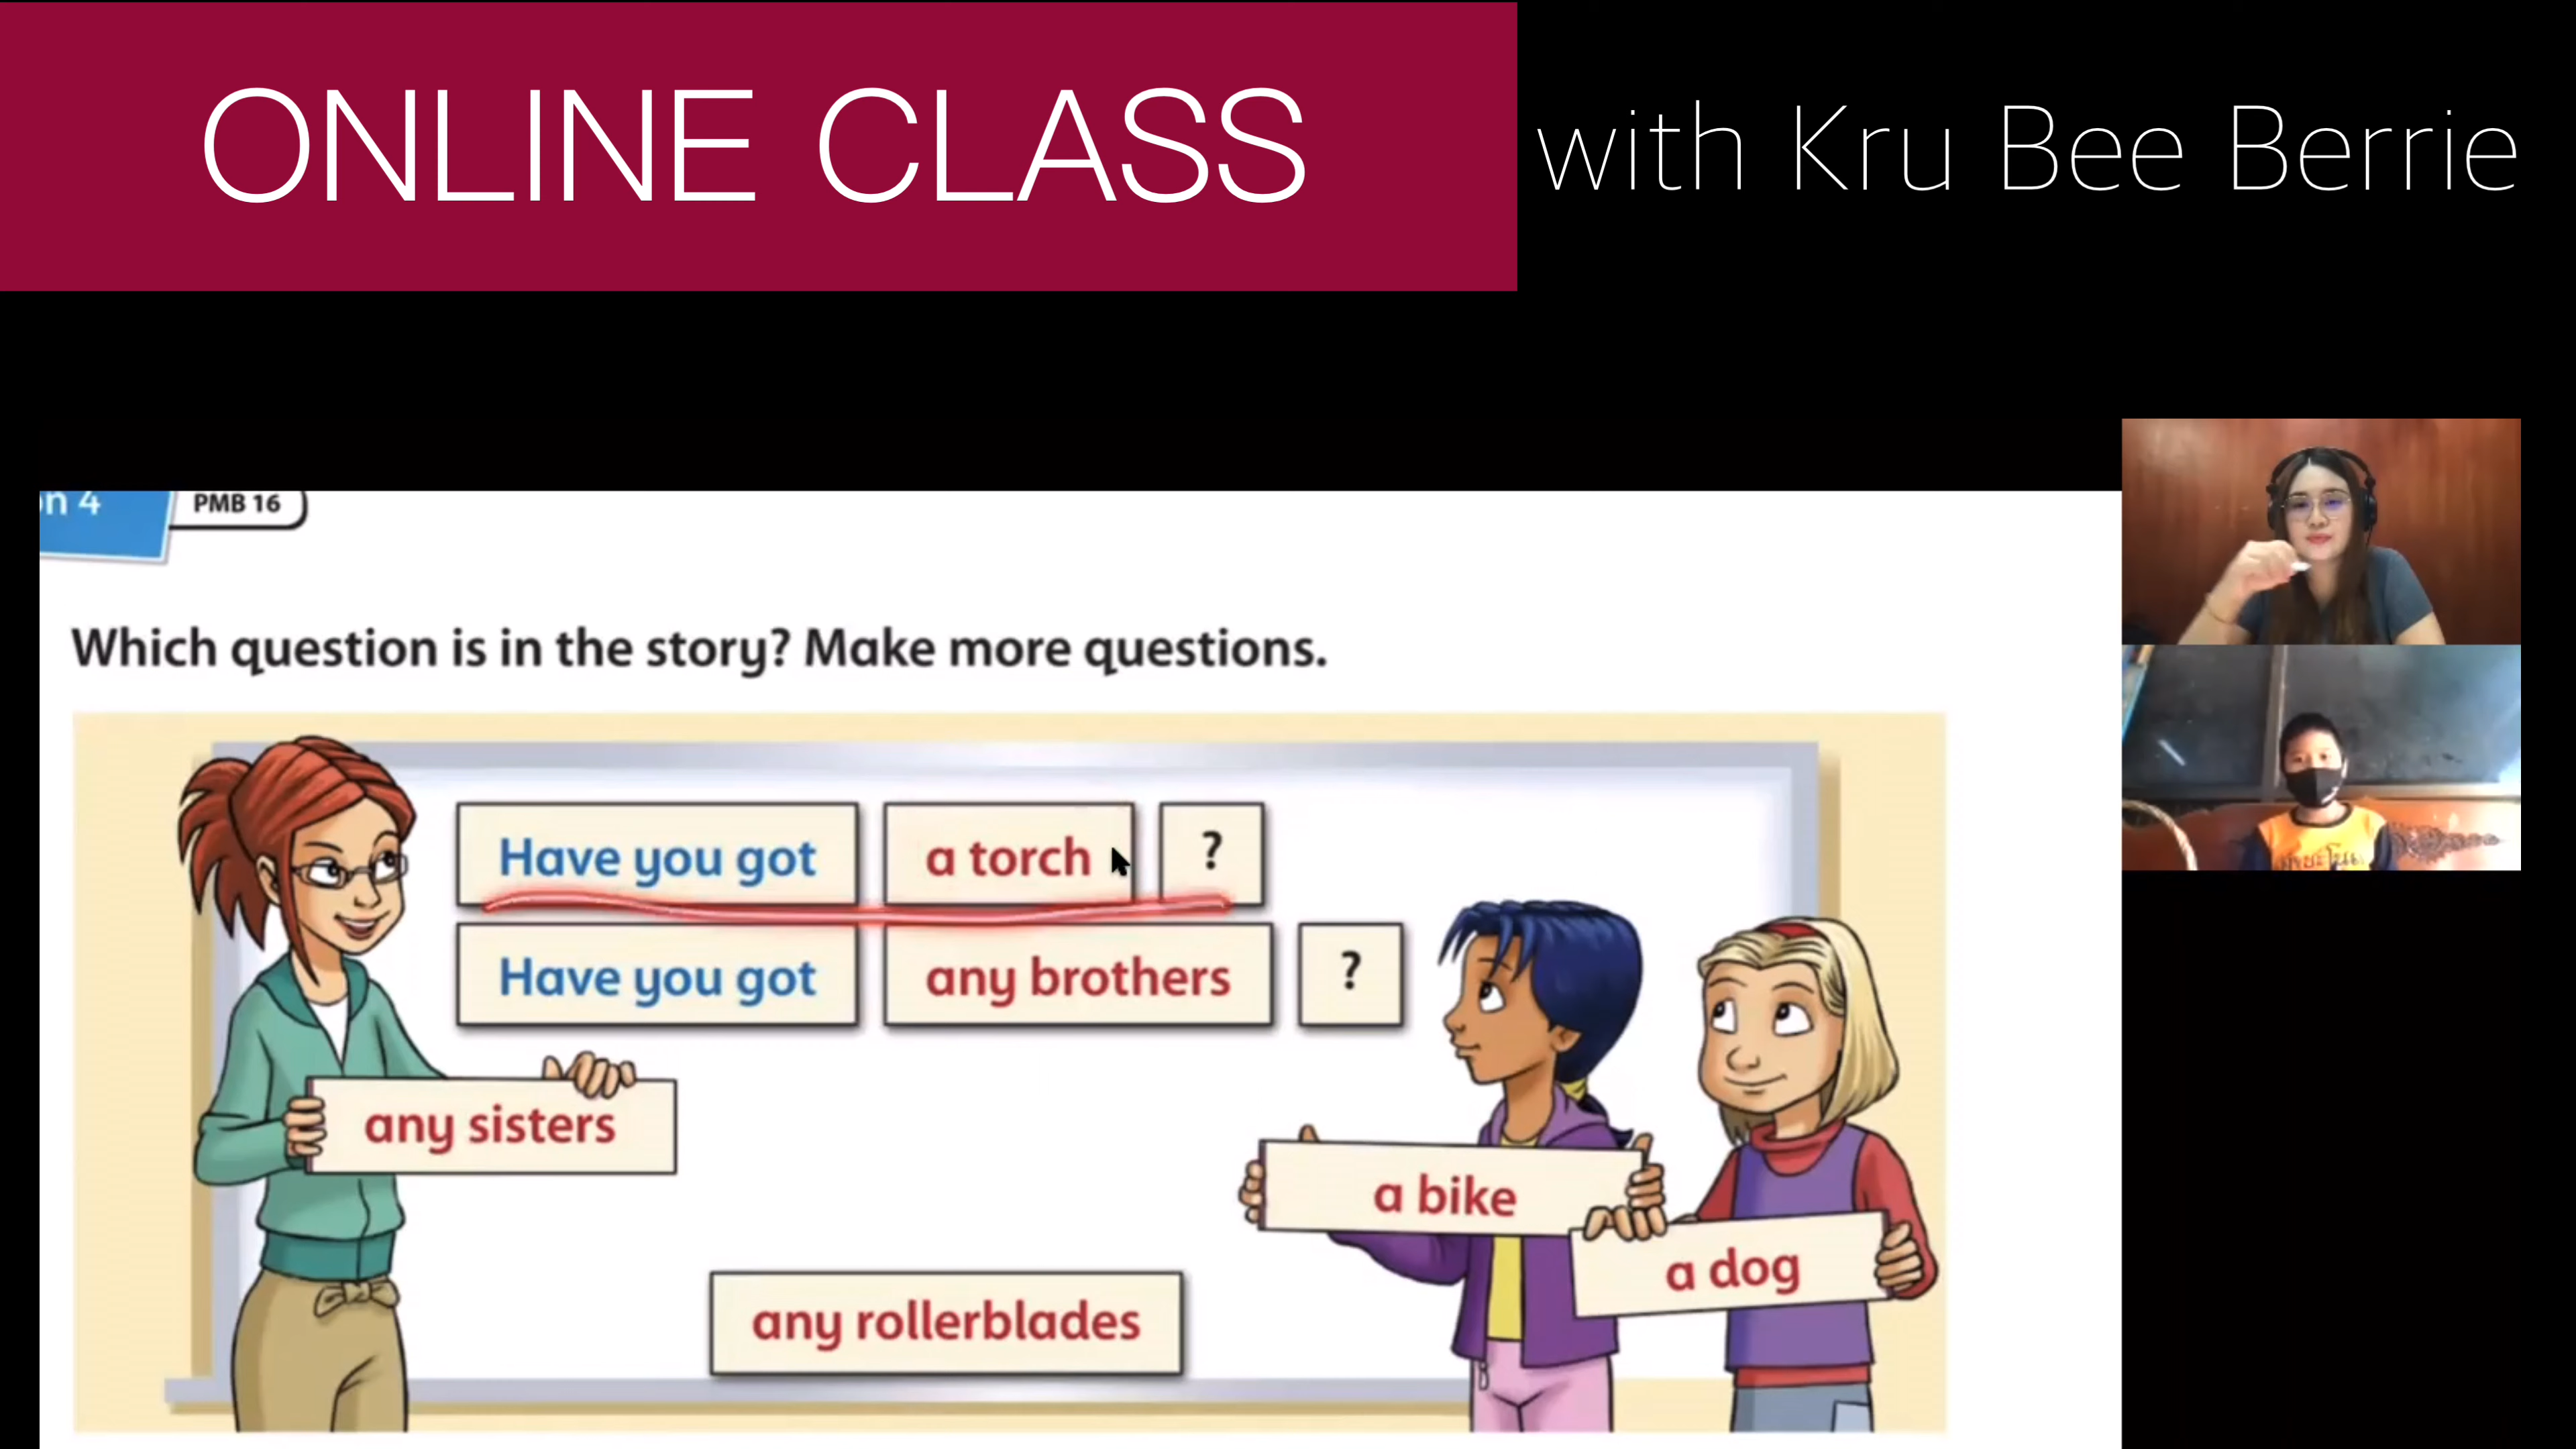 ONLINE CLASS with Kru Bee Berrie
n 4
PMB 16
Which question is in the story? Make more questions.
Have you got a torch ?
Have you got any brothers ?
any sisters
a bike
a dog
any rollerblades